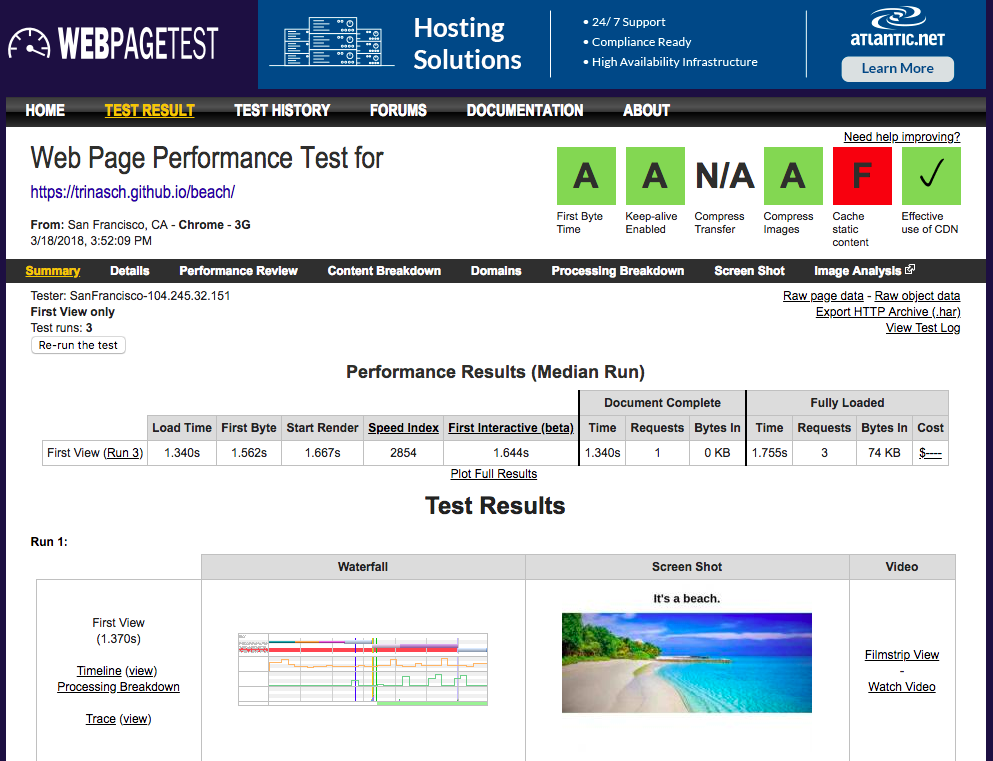 WEBPAGETEST
Hosting
Solutions
• 24/ 7 Support
• Compliance Ready
• High Availability Infrastructure
ATLANTIC.NET
Learn More
HOME TEST RESULT TEST HISTORY FORUMS DOCUMENTATION ABOUT
Need help improving?
Web Page Performance Test for
https://trinasch.github.io/beach/
From: San Francisco, CA - Chrome - 3G
3/18/2018, 3:52:09 PM
A A N/A A F ✓
First Byte Time
Keep-alive Enabled
Compress Transfer
Compress Images
Cache static content
Effective use of CDN
Summary Details Performance Review Content Breakdown Domains Processing Breakdown Screen Shot Image Analysis
Tester: SanFrancisco-104.245.32.151
First View only
Test runs: 3
Re-run the test
Raw page data - Raw object data
Export HTTP Archive (.har)
View Test Log
Performance Results (Median Run)
Document Complete Fully Loaded
Load Time First Byte Start Render Speed Index First Interactive (beta) Time Requests Bytes In Time Requests Bytes In Cost
First View (Run 3) 1.340s 1.562s 1.667s 2854 1.644s 1.340s 1 0 KB 1.755s 3 74 KB $----
Plot Full Results
Test Results
Run 1:
Waterfall Screen Shot Video
First View
(1.370s)
Timeline (view)
Processing Breakdown
Trace (view)
It's a beach.
Filmstrip View
-
Watch Video